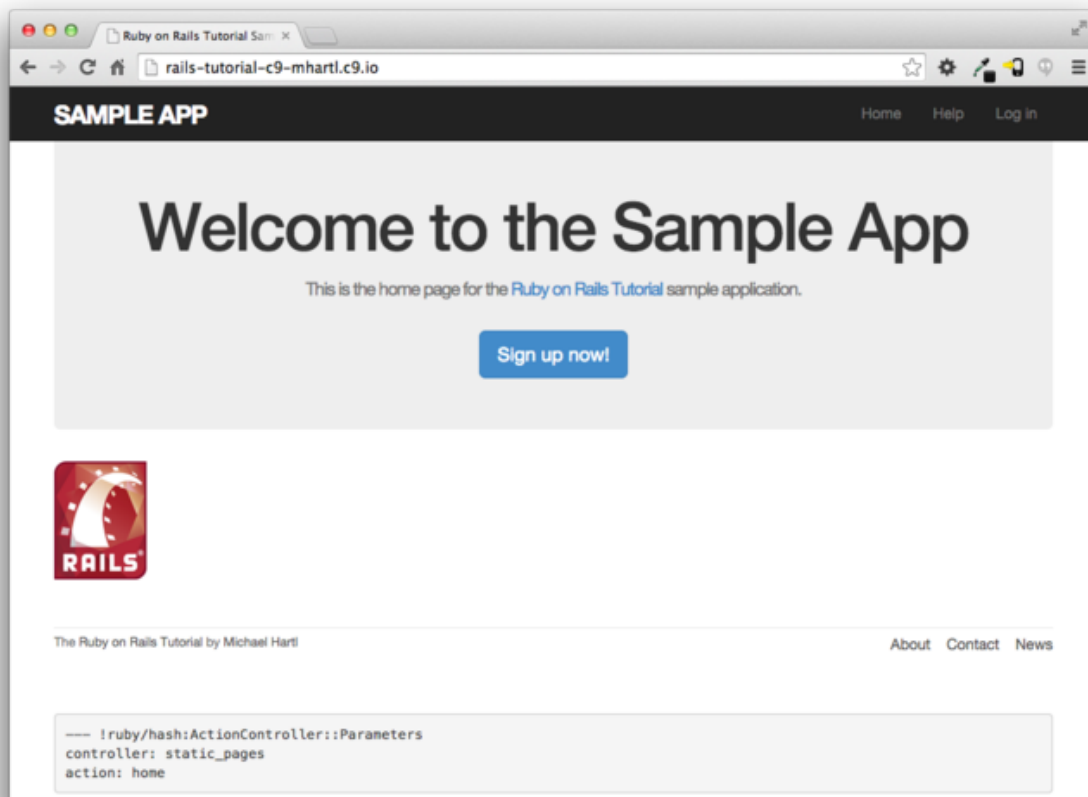 Ruby on Rails Tutorial Sam
rails-tutorial-c9-mhartl.c9.io
SAMPLE APP
Home Help Log in
Welcome to the Sample App
This is the home page for the Ruby on Rails Tutorial sample application.
Sign up now!
RAILS
The Ruby on Rails Tutorial by Michael Hartl
About Contact News
--- !ruby/hash:ActionController::Parameters
controller: static_pages
action: home